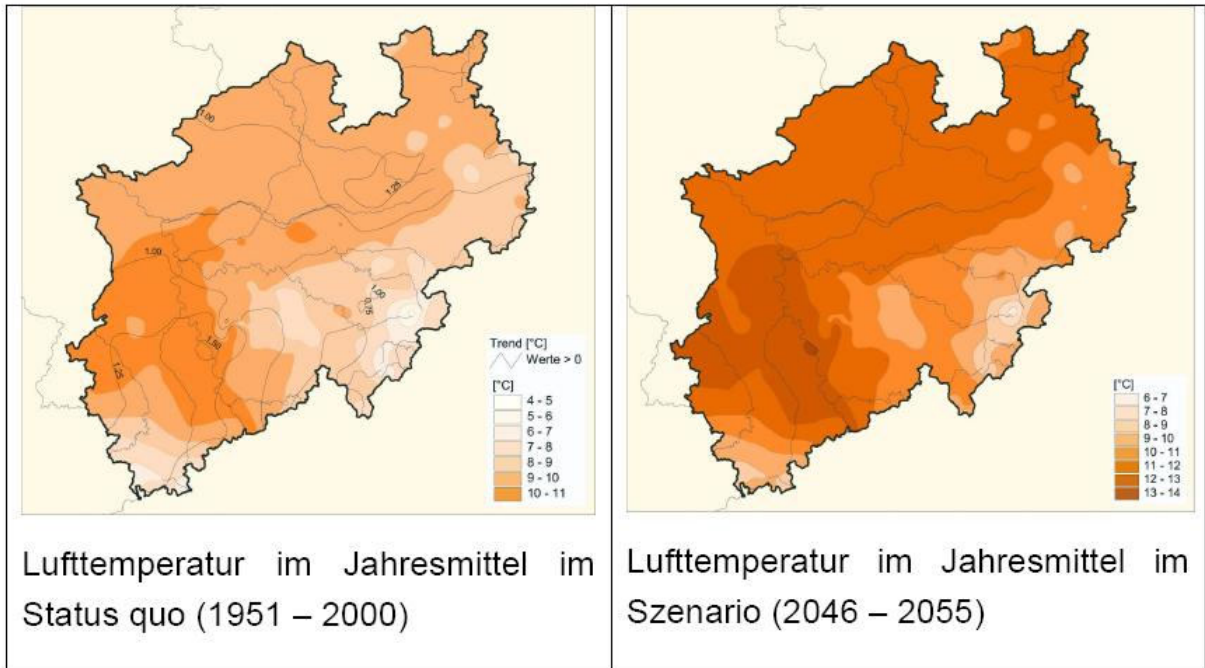 1.00
1.25
1.00
1.00
0.75
1.50
1.25
Trend [°C]
Werte > 0
[°C]
4 - 5
5 - 6
6 - 7
7 - 8
8 - 9
9 - 10
10 - 11
[°C]
6 - 7
7 - 8
8 - 9
9 - 10
10 - 11
11 - 12
12 - 13
13 - 14
Lufttemperatur im Jahresmittel im
Status quo (1951 – 2000)
Lufttemperatur im Jahresmittel im
Szenario (2046 – 2055)